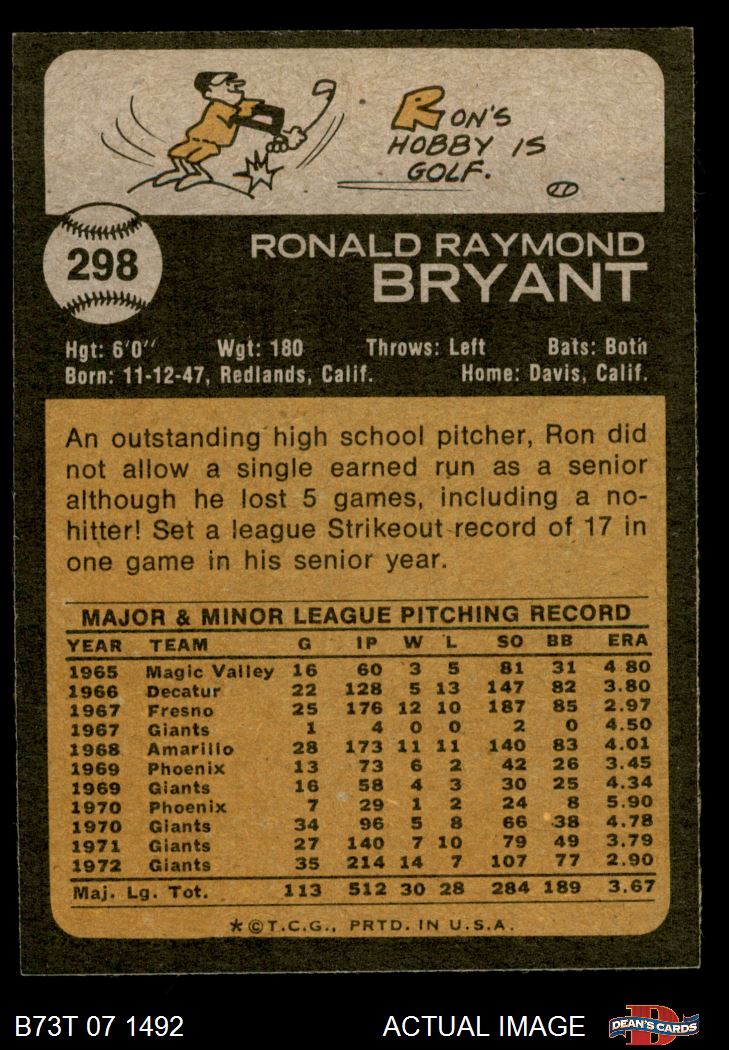 RON'S
HOBBY IS
GOLF.
298
RONALD RAYMOND
BRYANT
Hgt: 6'0" Wgt: 180 Throws: Left Bats: Both
Born: 11-12-47, Redlands, Calif. Home: Davis, Calif.
An outstanding high school pitcher, Ron did
not allow a single earned run as a senior
although he lost 5 games, including a no-
hitter! Set a league Strikeout record of 17 in
one game in his senior year.
MAJOR & MINOR LEAGUE PITCHING RECORD
YEAR TEAM G IP W L SO BB ERA
1965 Magic Valley 16 60 3 5 81 31 4.80
1966 Decatur 22 128 5 13 147 82 3.80
1967 Fresno 25 176 12 10 187 85 2.97
1967 Giants 1 4 0 0 2 0 4.50
1968 Amarillo 28 173 11 11 140 83 4.01
1969 Phoenix 13 73 6 2 42 26 3.45
1969 Giants 16 58 4 3 30 25 4.34
1970 Phoenix 7 29 1 2 24 8 5.90
1970 Giants 34 96 5 8 66 38 4.78
1971 Giants 27 140 7 10 79 49 3.79
1972 Giants 35 214 14 7 107 77 2.90
Maj. Lg. Tot. 113 512 30 28 284 189 3.67
*©T.C.G., PRTD. IN U.S.A.
B73T 07 1492 ACTUAL IMAGE DEAN'S CARDS